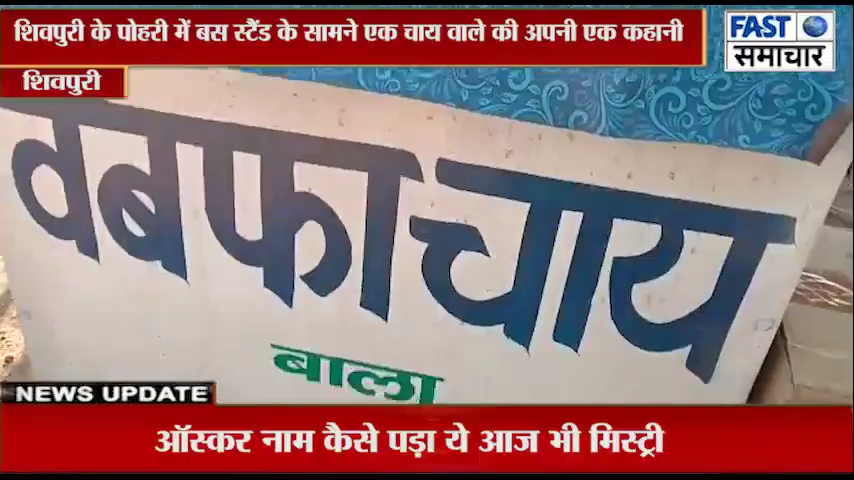 शिवपुरी के पोहरी में बस स्टैंड के सामने एक चाय वाले की अपनी एक कहानी
FAST
समाचार
शिवपुरी
वबफा चाय
बाला
NEWS UPDATE
ऑस्कर नाम कैसे पड़ा ये आज भी मिस्ट्री